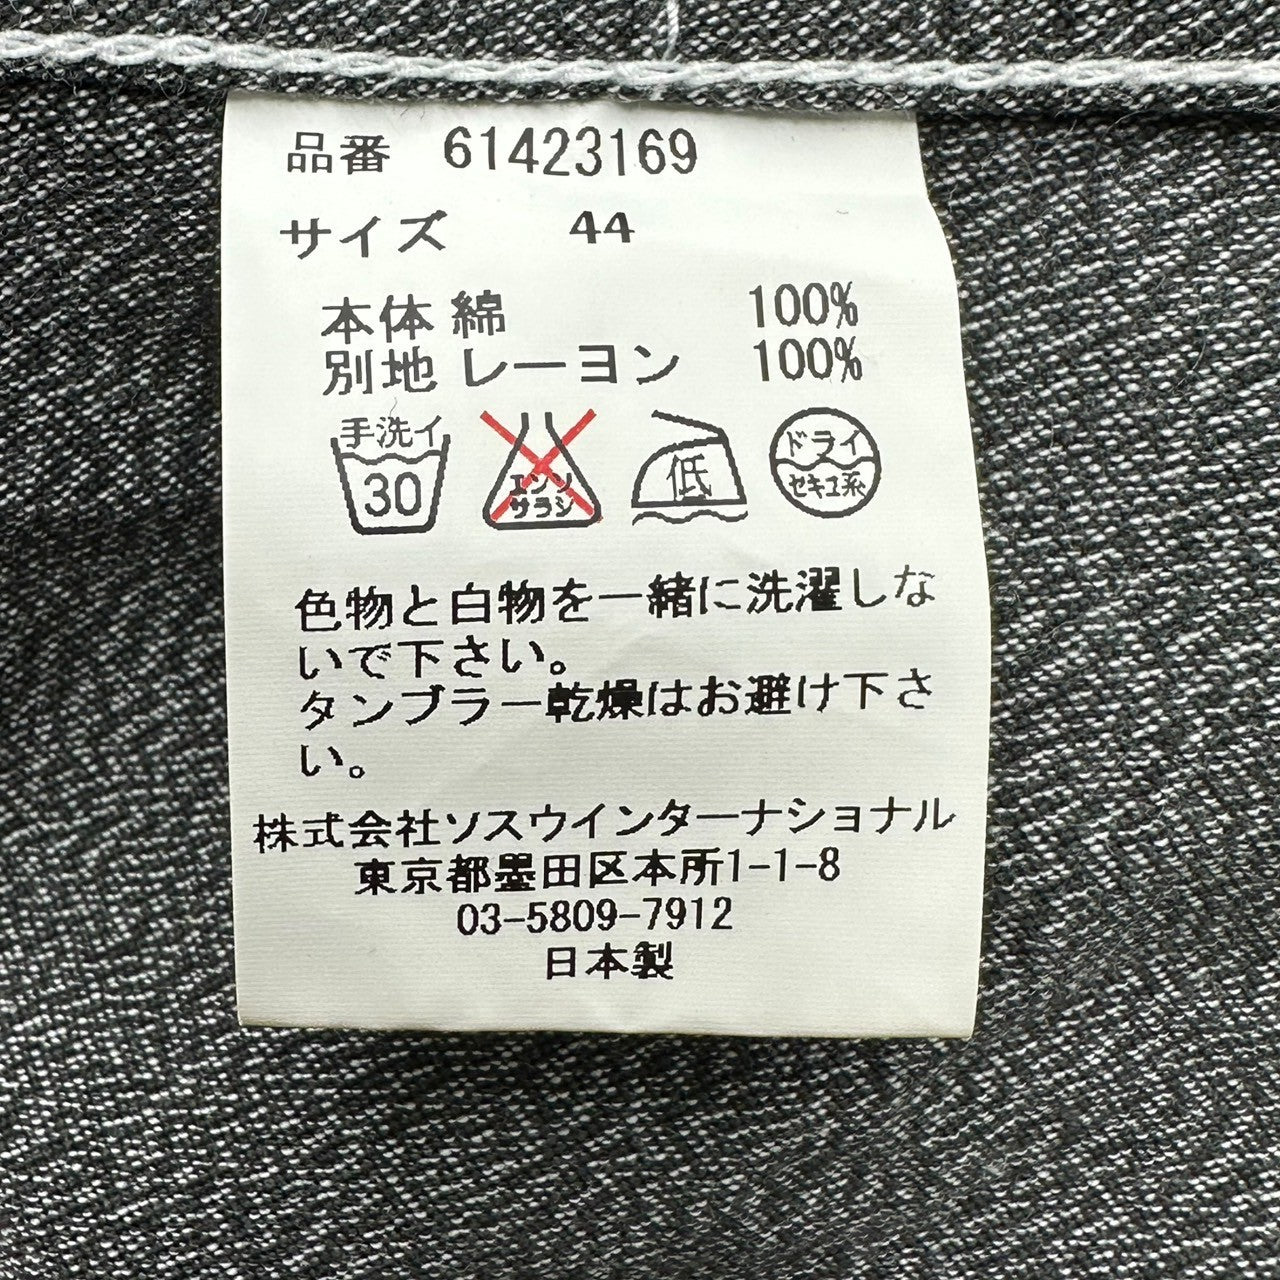 品番 61423169
サイズ 44
本体 綿 100%
別地 レーヨン 100%
手洗イ
30
エンソ
サラシ
低
ドライ
セキユ系
色物と白物を一緒に洗濯しな
いで下さい。
タンブラー乾燥はお避け下さ
い。
株式会社ソスウインターナショナル
東京都墨田区本所1-1-8
03-5809-7912
日本製